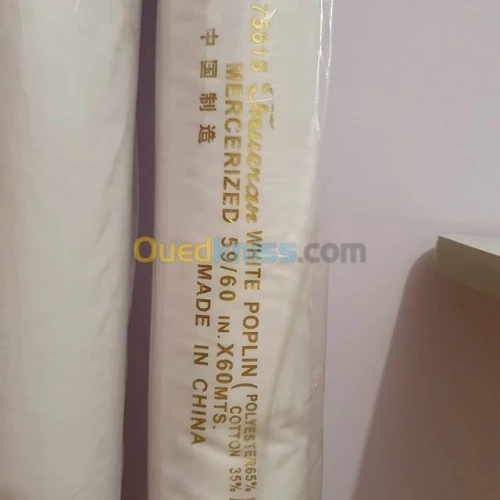 75618 WHITE POPLIN (POLYESTER65%
COTTON 35%
MERCERIZED 59/60 IN. X60MTS.
中国制造 MADE IN CHINA
Ouedkniss.com